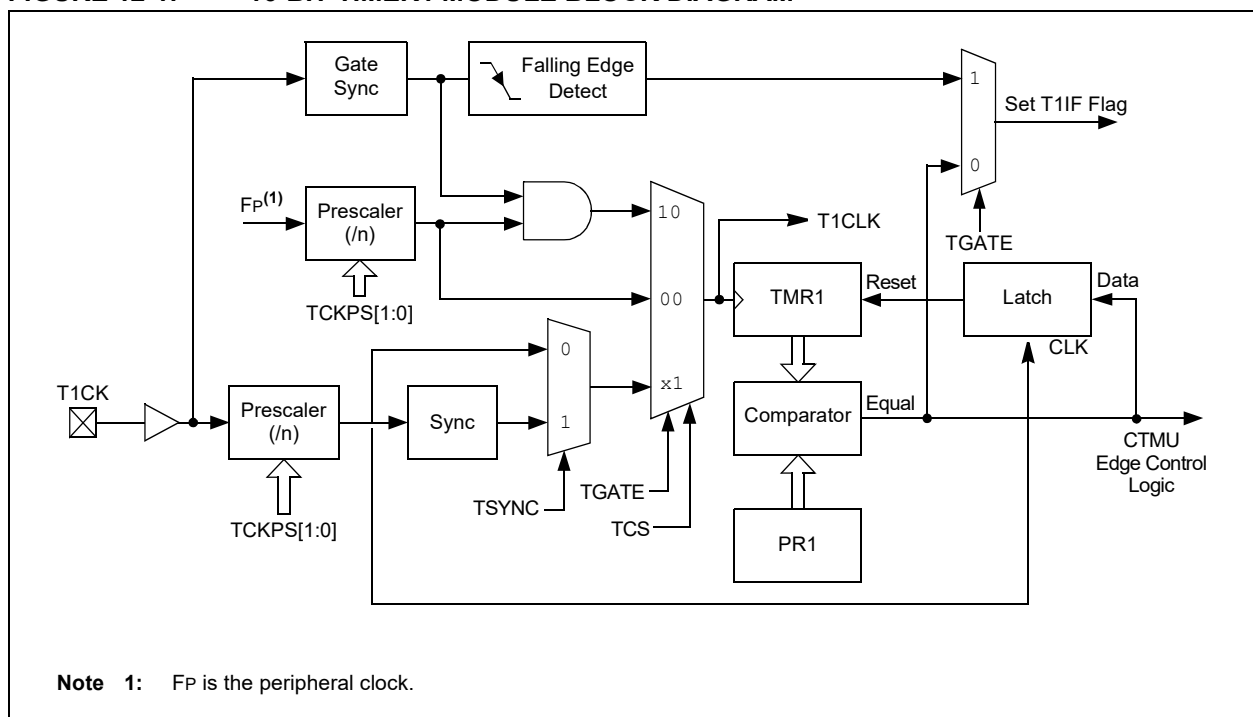 Gate
Sync
Falling Edge
Detect
1
Set T1IF Flag
0
TGATE
FP(1)
Prescaler
(/n)
TCKPS[1:0]
10
00
x1
T1CLK
TMR1
Reset
Latch
Data
CLK
0
1
T1CK
Prescaler
(/n)
TCKPS[1:0]
Sync
TSYNC
TGATE
TCS
Comparator
Equal
PR1
CTMU
Edge Control
Logic
Note 1: FP is the peripheral clock.